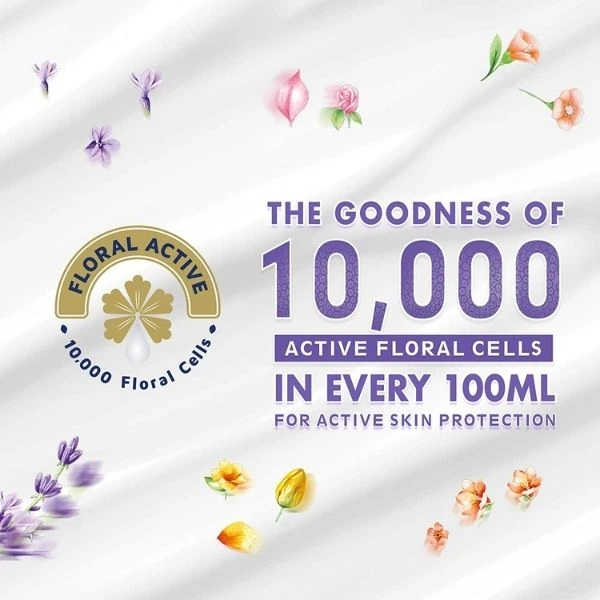 FLORAL ACTIVE
10,000 Floral Cells
THE GOODNESS OF
10,000
ACTIVE FLORAL CELLS
IN EVERY 100ML
FOR ACTIVE SKIN PROTECTION